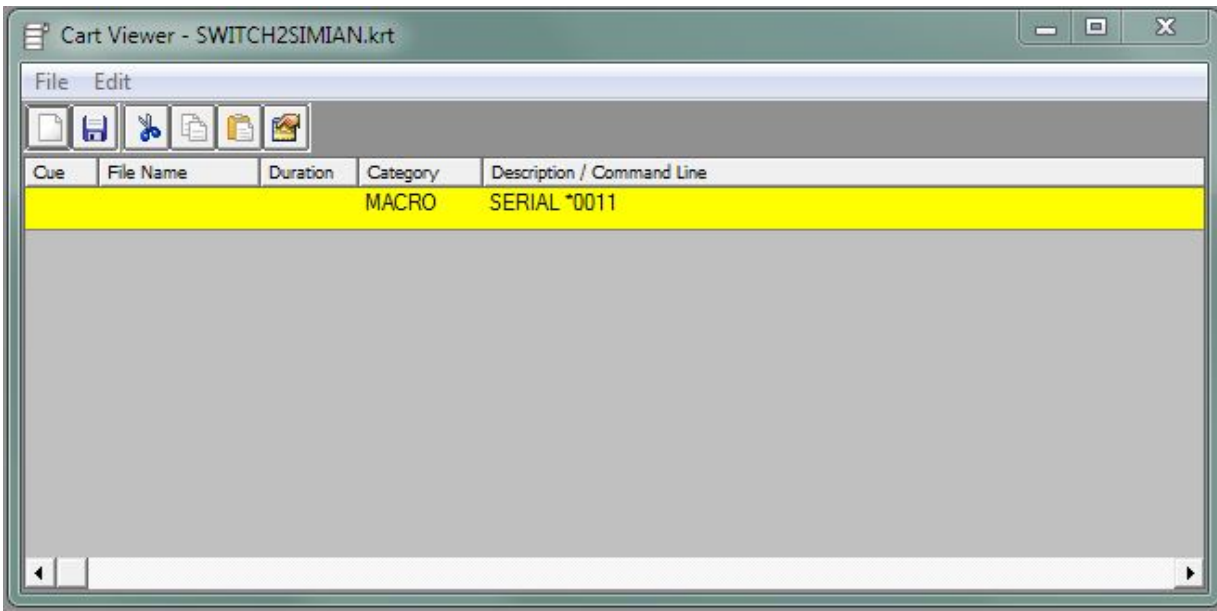 Cart Viewer - SWITCH2SIMIAN.krt
File Edit
Cue File Name Duration Category Description / Command Line
MACRO SERIAL *0011